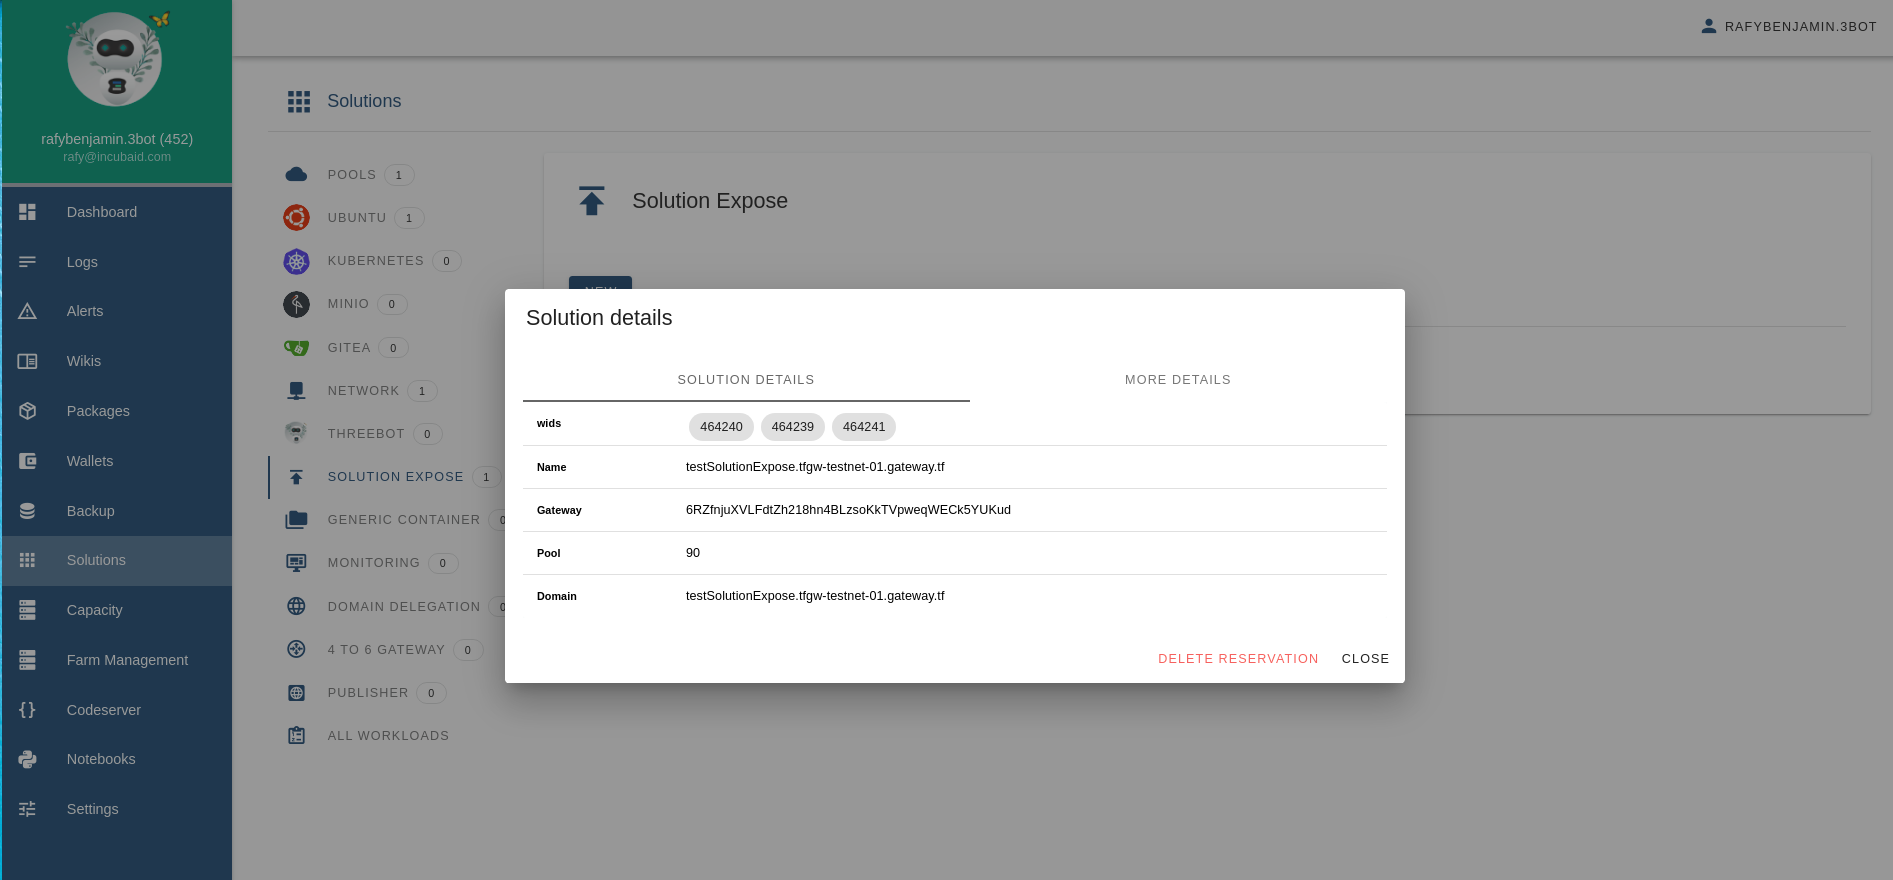 RAFYBENJAMIN.3BOT
rafybenjamin.3bot (452)
rafy@incubaid.com
Dashboard
Logs
Alerts
Wikis
Packages
Wallets
Backup
Solutions
Capacity
Farm Management
Codeserver
Notebooks
Settings
Solutions
POOLS 1
UBUNTU 1
KUBERNETES 0
MINIO 0
GITEA 0
NETWORK 1
THREEBOT 0
SOLUTION EXPOSE 1
GENERIC CONTAINER 0
MONITORING 0
DOMAIN DELEGATION 0
4 TO 6 GATEWAY 0
PUBLISHER 0
ALL WORKLOADS
Solution Expose
NEW
Solution details
SOLUTION DETAILS MORE DETAILS
wids 464240 464239 464241
Name testSolutionExpose.tfgw-testnet-01.gateway.tf
Gateway 6RZfnjuXVLFdtZh218hn4BLzsoKkTVpweqWECk5YUKud
Pool 90
Domain testSolutionExpose.tfgw-testnet-01.gateway.tf
DELETE RESERVATION CLOSE